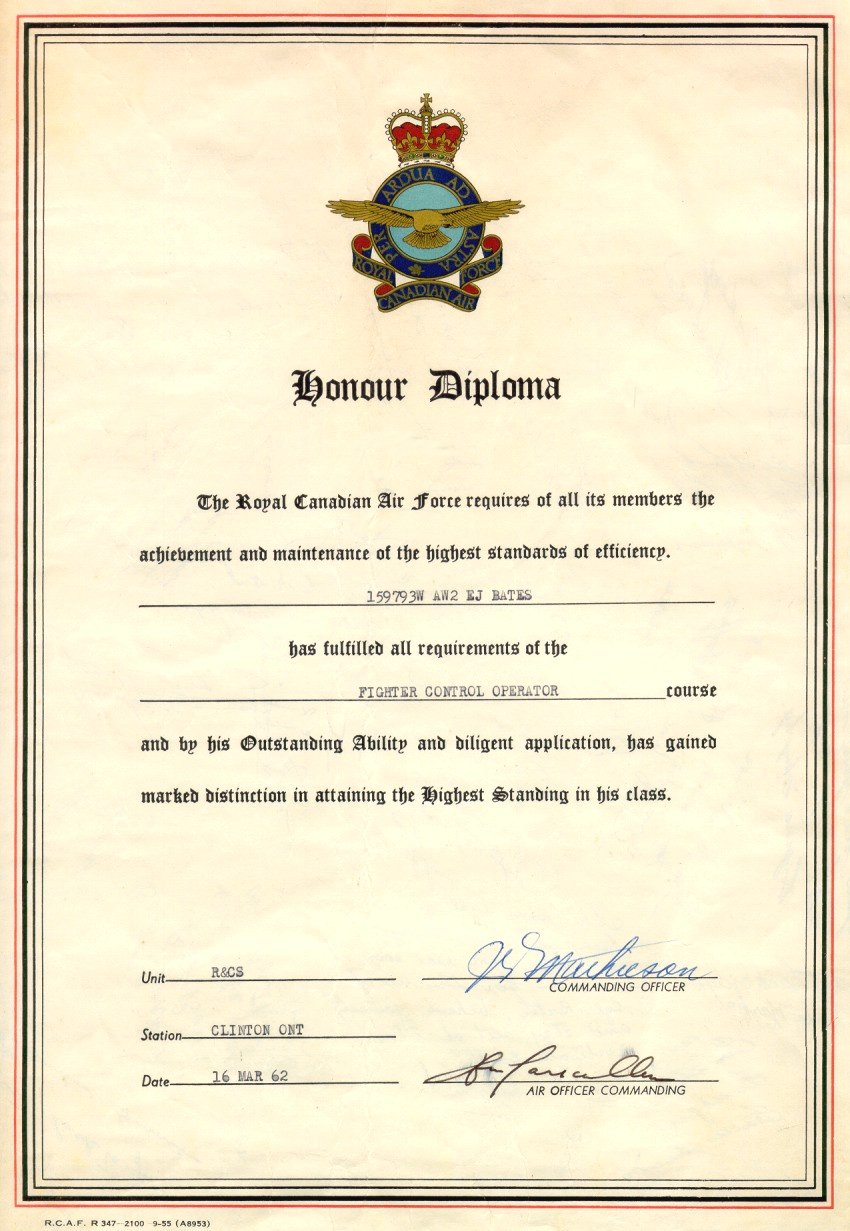 PER ARDUA AD ASTRA
ROYAL CANADIAN AIR FORCE
Honour Diploma
The Royal Canadian Air Force requires of all its members the
achievement and maintenance of the highest standards of efficiency.
159793W AW2 EJ BATES
has fulfilled all requirements of the
FIGHTER CONTROL OPERATOR course
and by his Outstanding Ability and diligent application, has gained
marked distinction in attaining the Highest Standing in his class.
Unit R&CS
Mathieson
COMMANDING OFFICER
Station CLINTON ONT
Date 16 MAR 62
AIR OFFICER COMMANDING
R.C.A.F. R 347-2100 9-55 (A8953)